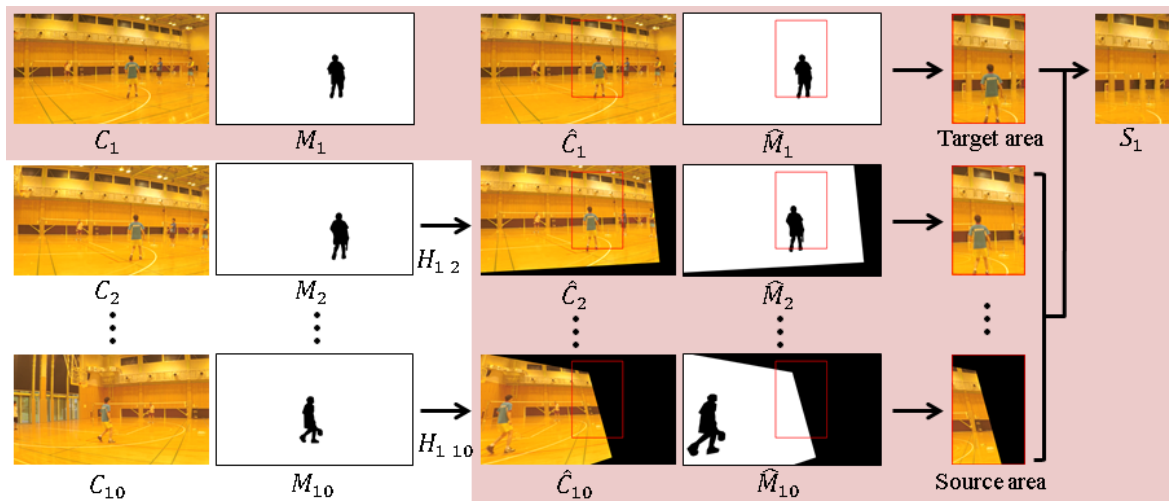 C₁ M₁ Ĉ₁ M̂₁ Target area S₁
H₁ ₂
C₂ M₂ Ĉ₂ M̂₂
H₁ ₁₀
C₁₀ M₁₀ Ĉ₁₀ M̂₁₀ Source area